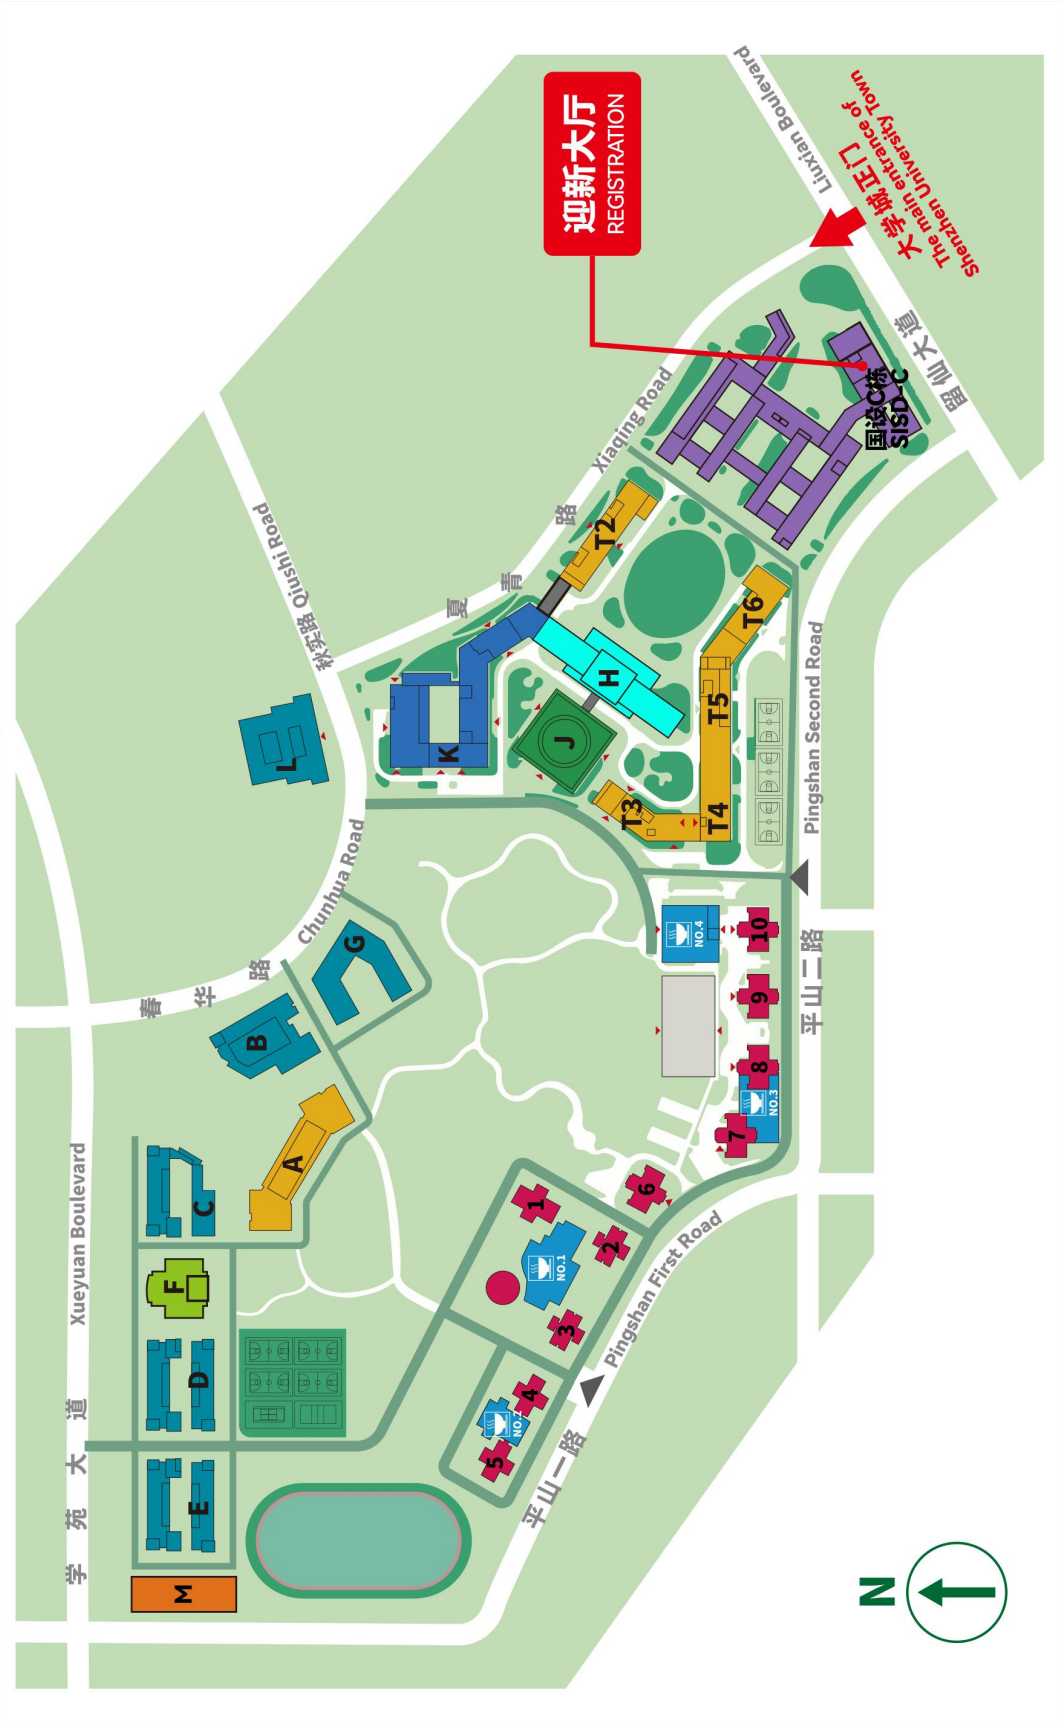 迎新大厅
REGISTRATION
Liuxian Boulevard
大学城正门
The main entrance of
Shenzhen University Town
留仙大道
国设C栋
SISD-C
Xiaqing Road
夏青路
秋实路 Qiushi Road
T2
T6
T5
T4
T3
H
J
K
L
Pingshan Second Road
平山二路
Chunhua Road
春华路
G
B
A
C
F
D
E
M
Xueyuan Boulevard
学苑大道
NO.4
10
9
8
NO.3
7
6
1
2
NO.1
3
4
NO.2
5
Pingshan First Road
平山一路
N